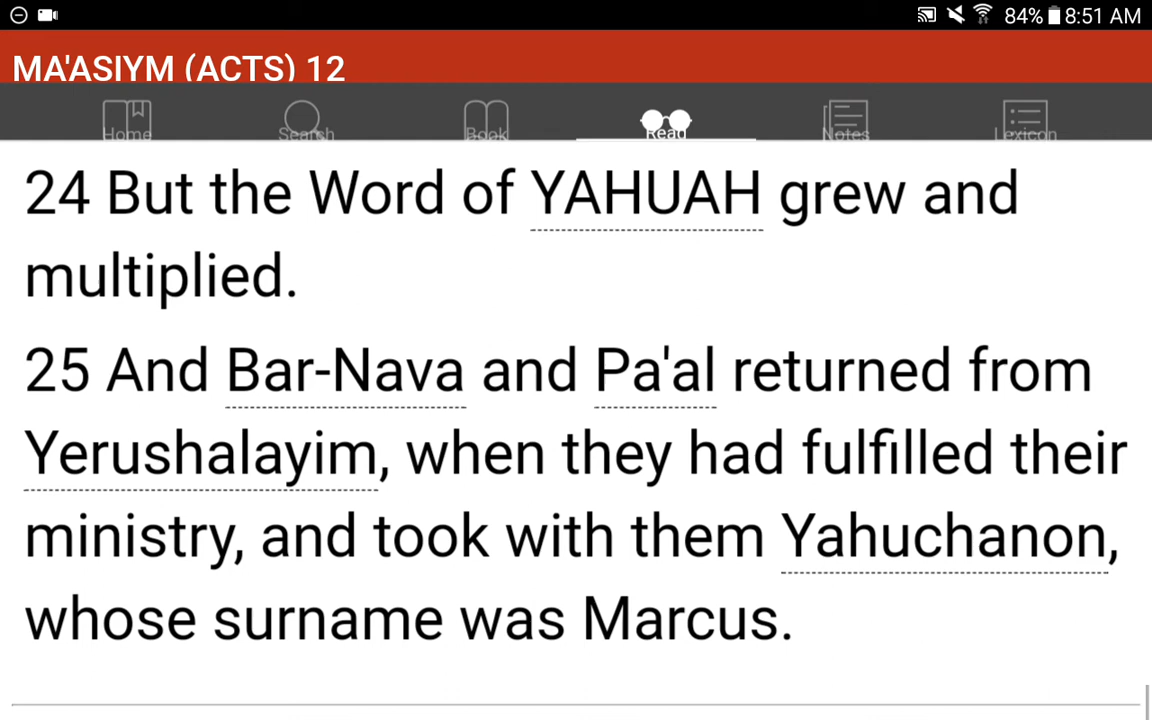 84% 8:51 AM
MA'ASIYM (ACTS) 12
Home Search Book Read Notes Lexicon
24 But the Word of YAHUAH grew and
multiplied.
25 And Bar-Nava and Pa'al returned from
Yerushalayim, when they had fulfilled their
ministry, and took with them Yahuchanon,
whose surname was Marcus.